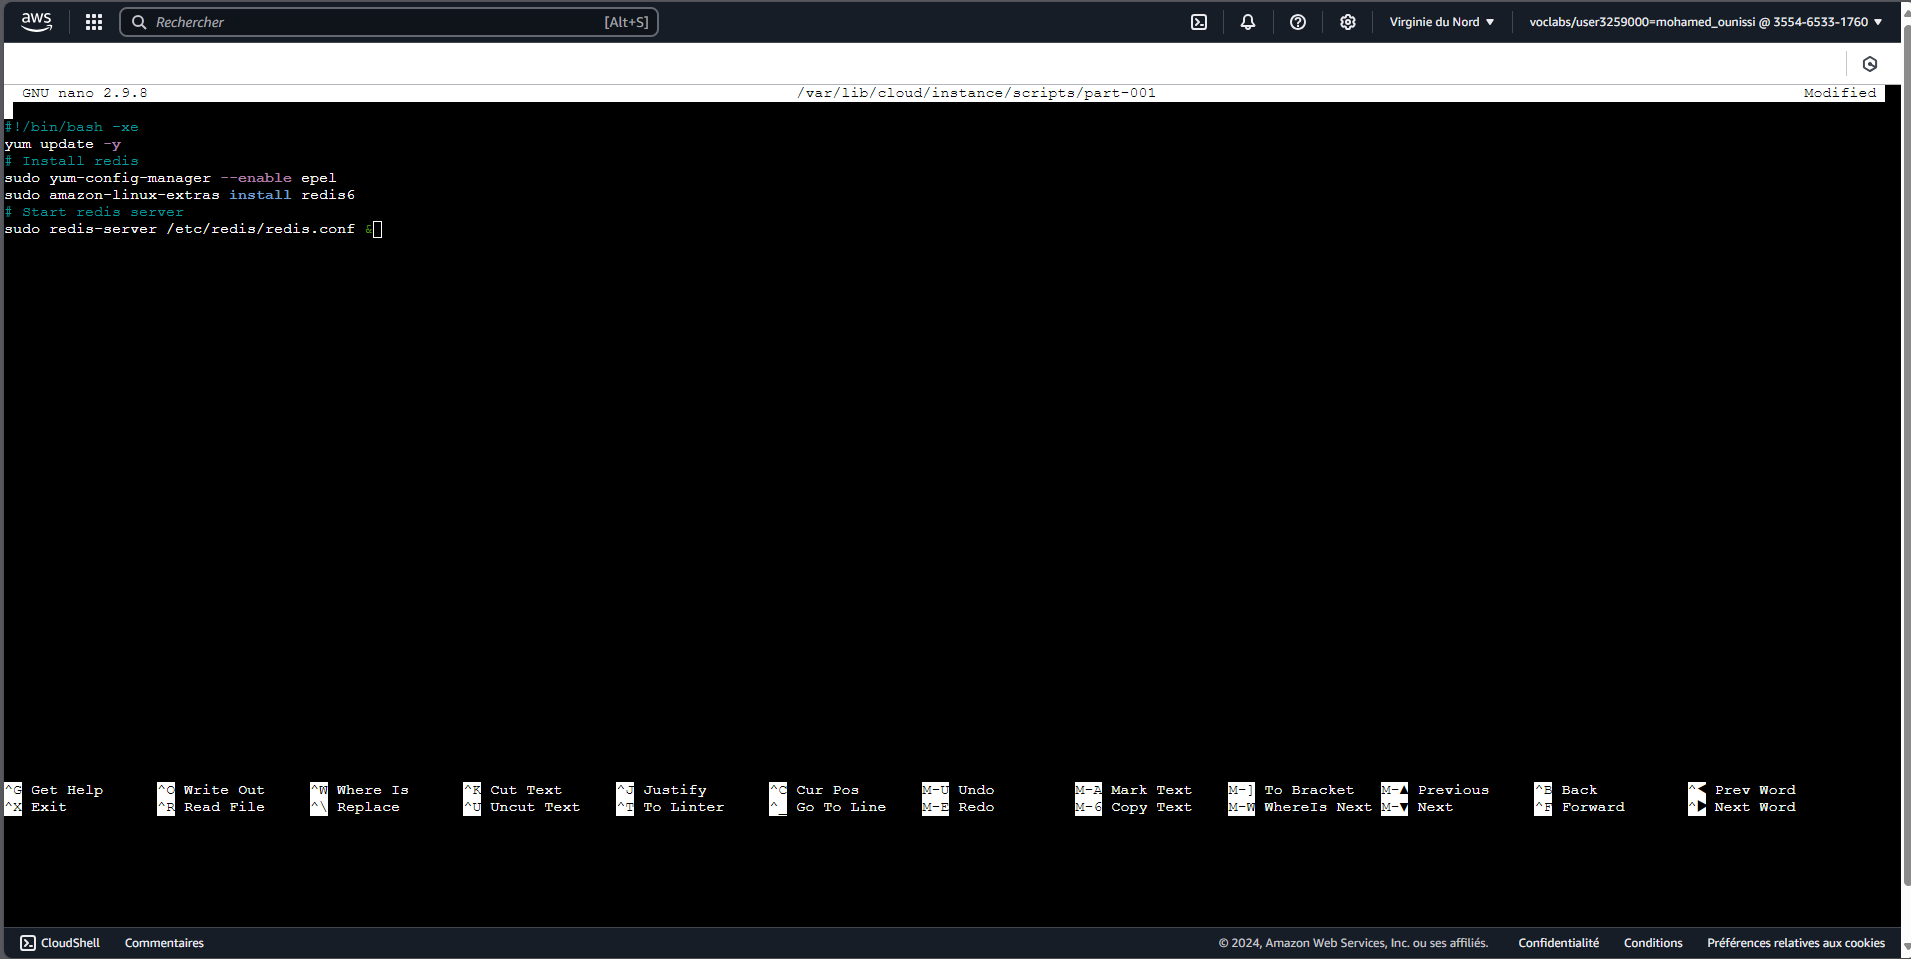 aws
Rechercher
[Alt+S]
Virginie du Nord
voclabs/user3259000=mohamed_ounissi @ 3554-6533-1760
GNU nano 2.9.8 /var/lib/cloud/instance/scripts/part-001 Modified
#!/bin/bash -xe
yum update -y
# Install redis
sudo yum-config-manager --enable epel
sudo amazon-linux-extras install redis6
# Start redis server
sudo redis-server /etc/redis/redis.conf &
^G Get Help ^O Write Out ^W Where Is ^K Cut Text ^J Justify ^C Cur Pos M-U Undo M-A Mark Text M-] To Bracket M-▲ Previous ^B Back ^◀ Prev Word
^X Exit ^R Read File ^\ Replace ^U Uncut Text ^T To Linter ^_ Go To Line M-E Redo M-6 Copy Text M-W WhereIs Next M-▼ Next ^F Forward ^▶ Next Word
CloudShell Commentaires © 2024, Amazon Web Services, Inc. ou ses affiliés. Confidentialité Conditions Préférences relatives aux cookies